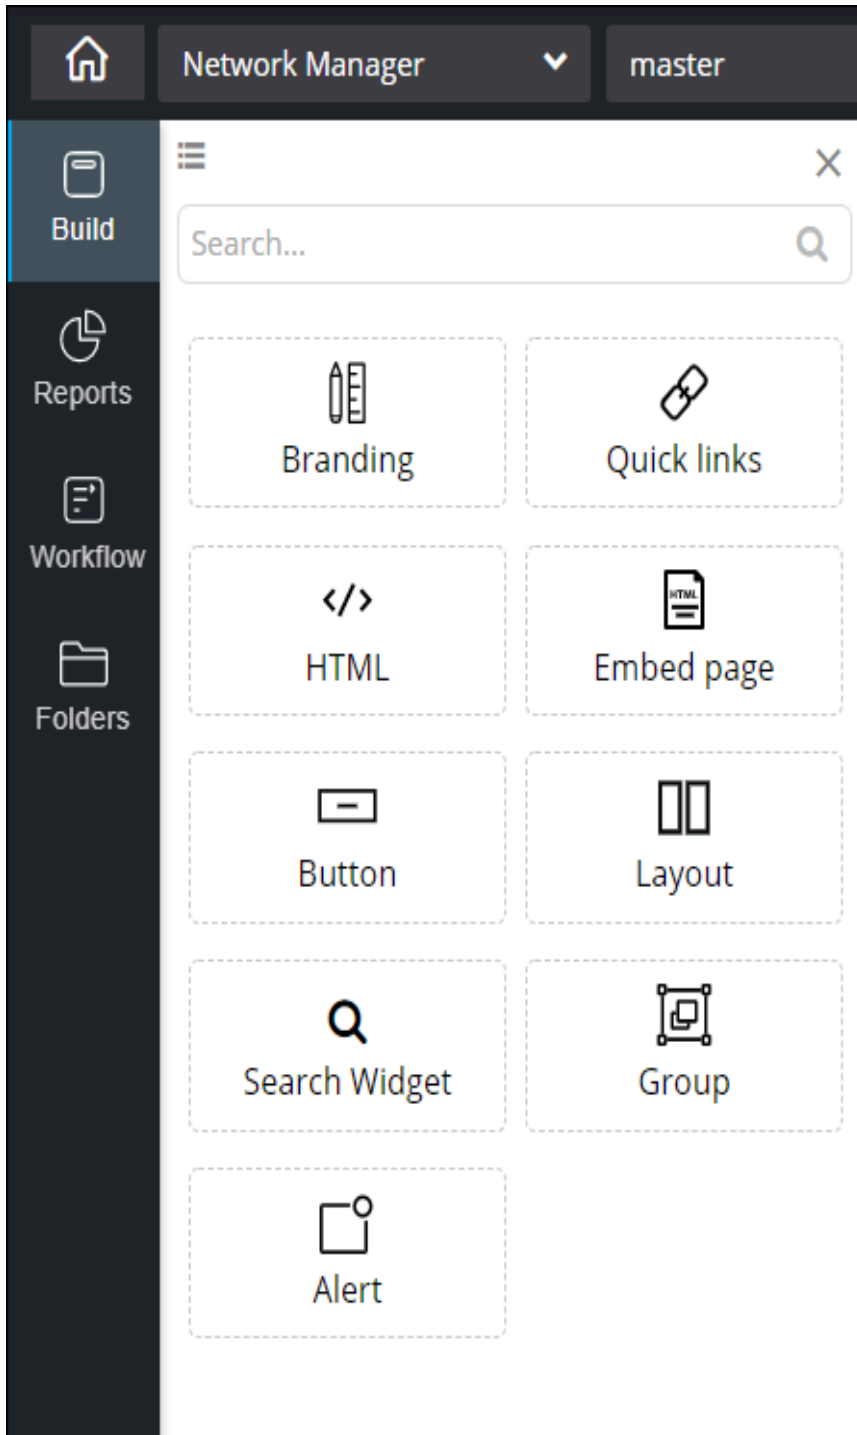 Network Manager
master
Build
Reports
Workflow
Folders
Search...
Branding
Quick links
HTML
HTML
Embed page
Button
Layout
Search Widget
Group
Alert